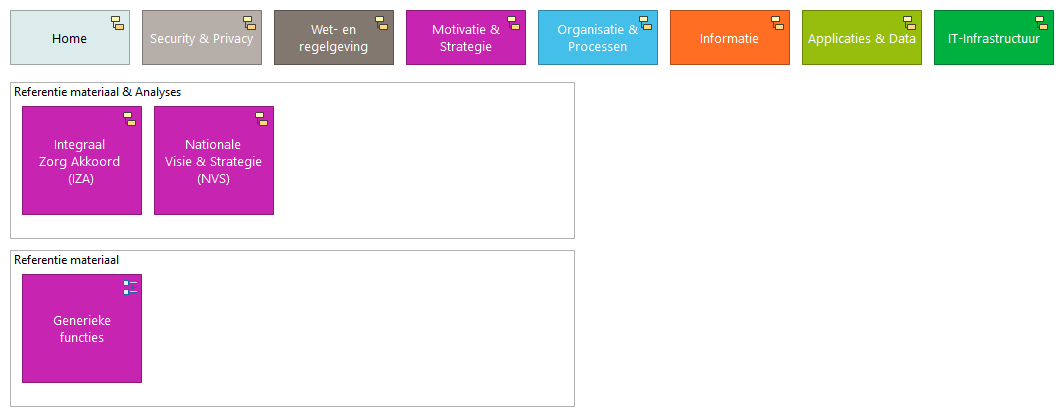 Home
Security & Privacy
Wet- en
regelgeving
Motivatie &
Strategie
Organisatie &
Processen
Informatie
Applicaties & Data
IT-Infrastructuur
Referentie materiaal & Analyses
Integraal
Zorg Akkoord
(IZA)
Nationale
Visie & Strategie
(NVS)
Referentie materiaal
Generieke
functies